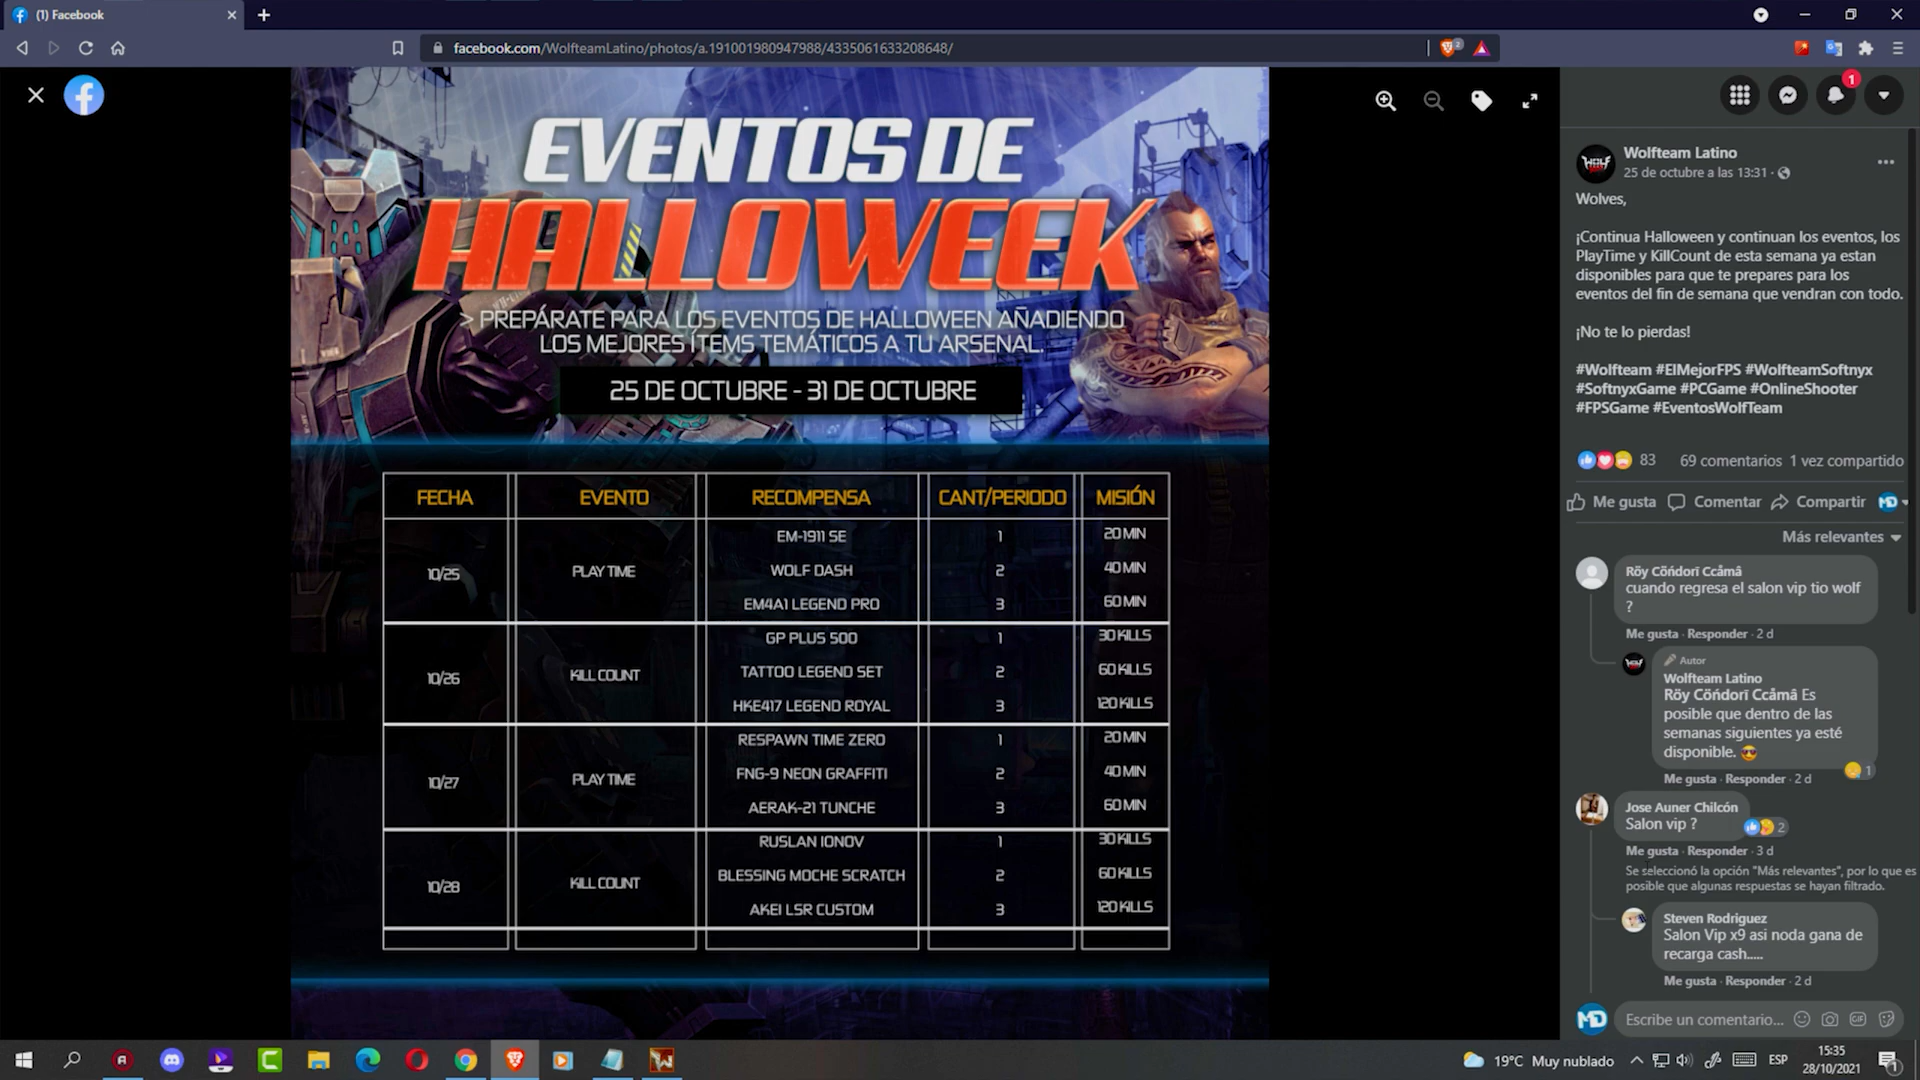 (1) Facebook
facebook.com/WolfteamLatino/photos/a.191001980947988/4335061633208648/
2
1
EVENTOS DE
HALLOWEEK
> PREPÁRATE PARA LOS EVENTOS DE HALLOWEEN AÑADIENDO
LOS MEJORES ÍTEMS TEMÁTICOS A TU ARSENAL.
25 DE OCTUBRE - 31 DE OCTUBRE
FECHA EVENTO RECOMPENSA CANT/PERIODO MISIÓN
10/25 PLAY TIME
EM-1911 SE 1 20 MIN
WOLF DASH 2 40 MIN
EM4A1 LEGEND PRO 3 60 MIN
10/26 KILL COUNT
GP PLUS 500 1 30 KILLS
TATTOO LEGEND SET 2 60 KILLS
HKE417 LEGEND ROYAL 3 120 KILLS
10/27 PLAY TIME
RESPAWN TIME ZERO 1 20 MIN
FNG-9 NEON GRAFFITI 2 40 MIN
AERAK-21 TUNCHE 3 60 MIN
10/28 KILL COUNT
RUSLAN IONOV 1 30 KILLS
BLESSING MOCHE SCRATCH 2 60 KILLS
AKEI LSR CUSTOM 3 120 KILLS
Wolfteam Latino
25 de octubre a las 13:31 ·
Wolves,
¡Continua Halloween y continuan los eventos, los
PlayTime y KillCount de esta semana ya estan
disponibles para que te prepares para los
eventos del fin de semana que vendran con todo.
¡No te lo pierdas!
#Wolfteam #ElMejorFPS #WolfteamSoftnyx
#SoftnyxGame #PCGame #OnlineShooter
#FPSGame #EventosWolfTeam
83 69 comentarios 1 vez compartido
Me gusta Comentar Compartir MD
Más relevantes
Röy Cöńdorï Ccåmâ
cuando regresa el salon vip tio wolf
?
Me gusta · Responder · 2 d
Autor
Wolfteam Latino
Röy Cöńdorï Ccåmâ Es
posible que dentro de las
semanas siguientes ya esté
disponible. 😎
1
Me gusta · Responder · 2 d
Jose Auner Chilcón
Salon vip ?
2
Me gusta · Responder · 3 d
Se seleccionó la opción "Más relevantes", por lo que es
posible que algunas respuestas se hayan filtrado.
Steven Rodriguez
Salon Vip x9 asi noda gana de
recarga cash.....
Me gusta · Responder · 2 d
MD Escribe un comentario... GIF
19°C Muy nublado ESP
15:35
28/10/2021
1